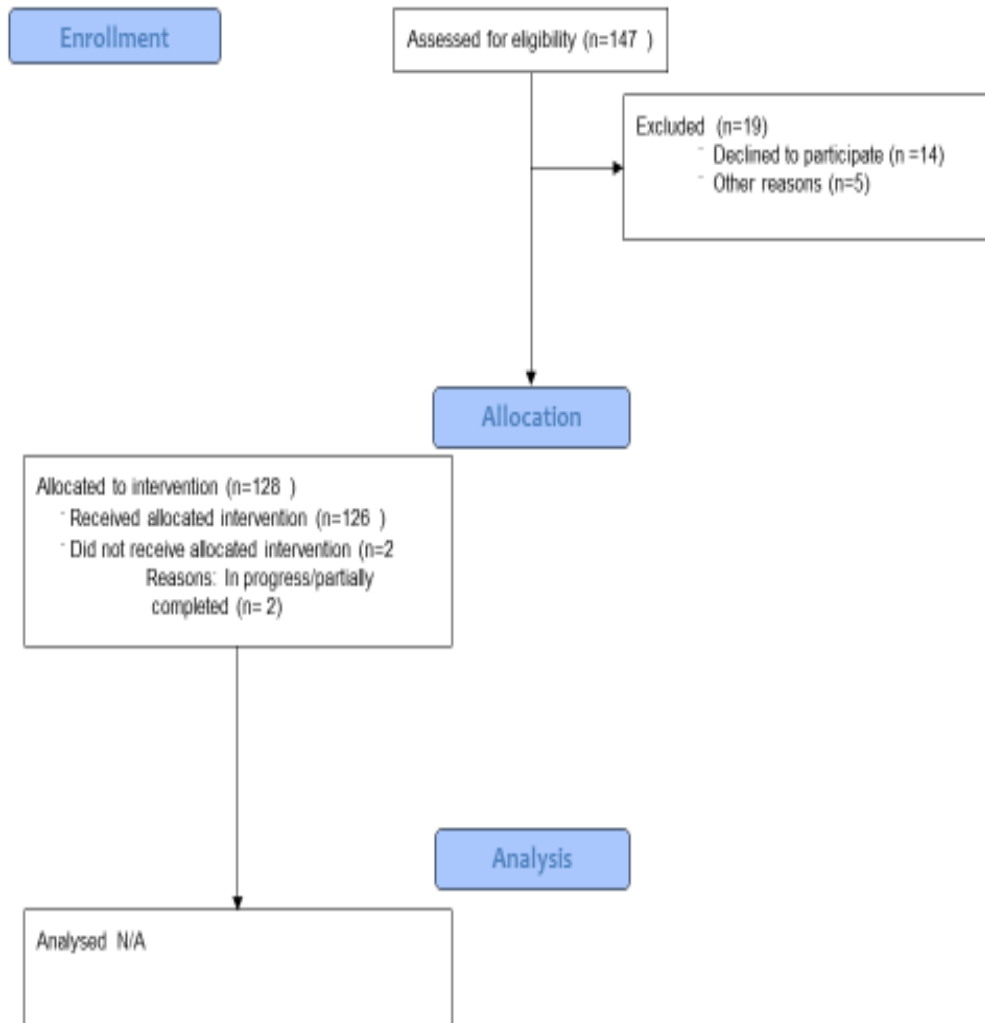 Enrollment
Assessed for eligibility (n=147 )
Excluded (n=19)
- Declined to participate (n =14)
- Other reasons (n=5)
Allocation
Allocated to intervention (n=128 )
- Received allocated intervention (n=126 )
- Did not receive allocated intervention (n=2
Reasons: In progress/partially
completed (n= 2)
Analysis
Analysed N/A